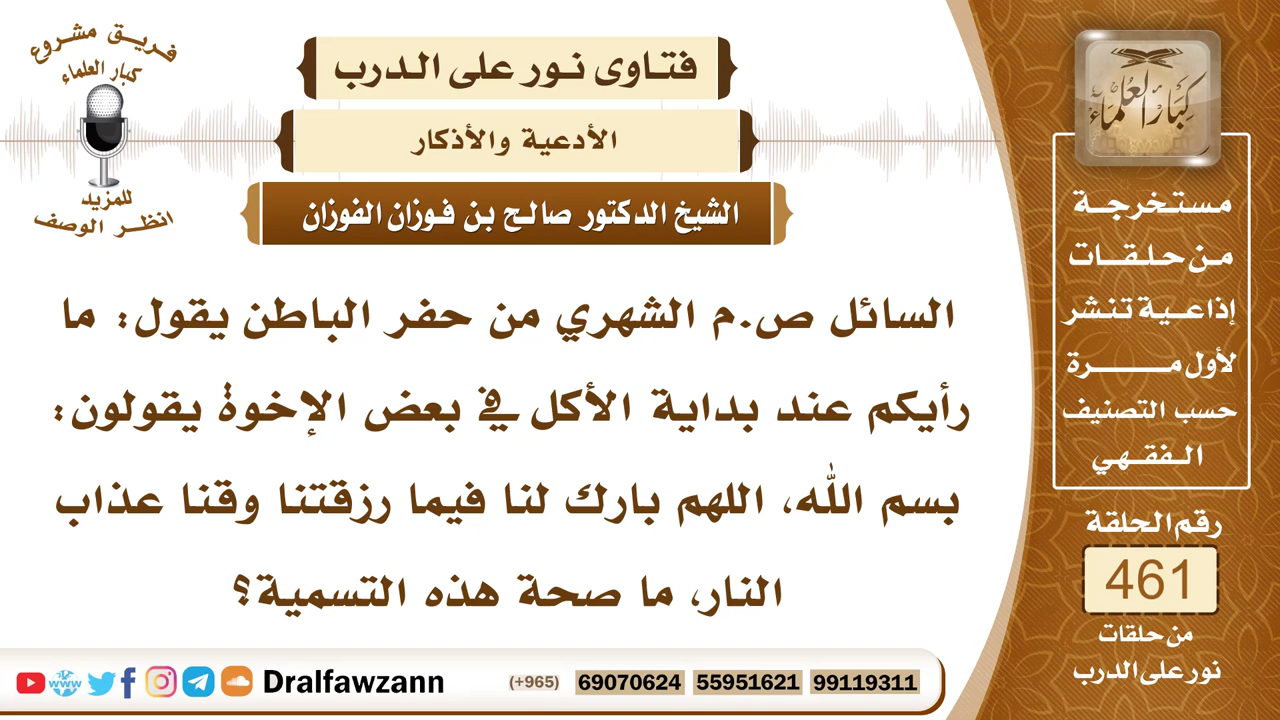 فريق مشروع
كبار العلماء
للمزيد
انظر الوصف
فتاوى نور على الدرب
الأدعية والأذكار
الشيخ الدكتور صالح بن فوزان الفوزان
السائل ص.م الشهري من حفر الباطن يقول: ما
رأيكم عند بداية الأكل في بعض الإخوة يقولون:
بسم الله، اللهم بارك لنا فيما رزقتنا وقنا عذاب
النار، ما صحة هذه التسمية؟
كبار العلماء
مستخرجة
من حلقات
إذاعية تنشر
لأول مرة
حسب التصنيف
الفقهي
رقم الحلقة
461
من حلقات
نور على الدرب
www Dralfawzann (+965) 69070624 55951621 99119311